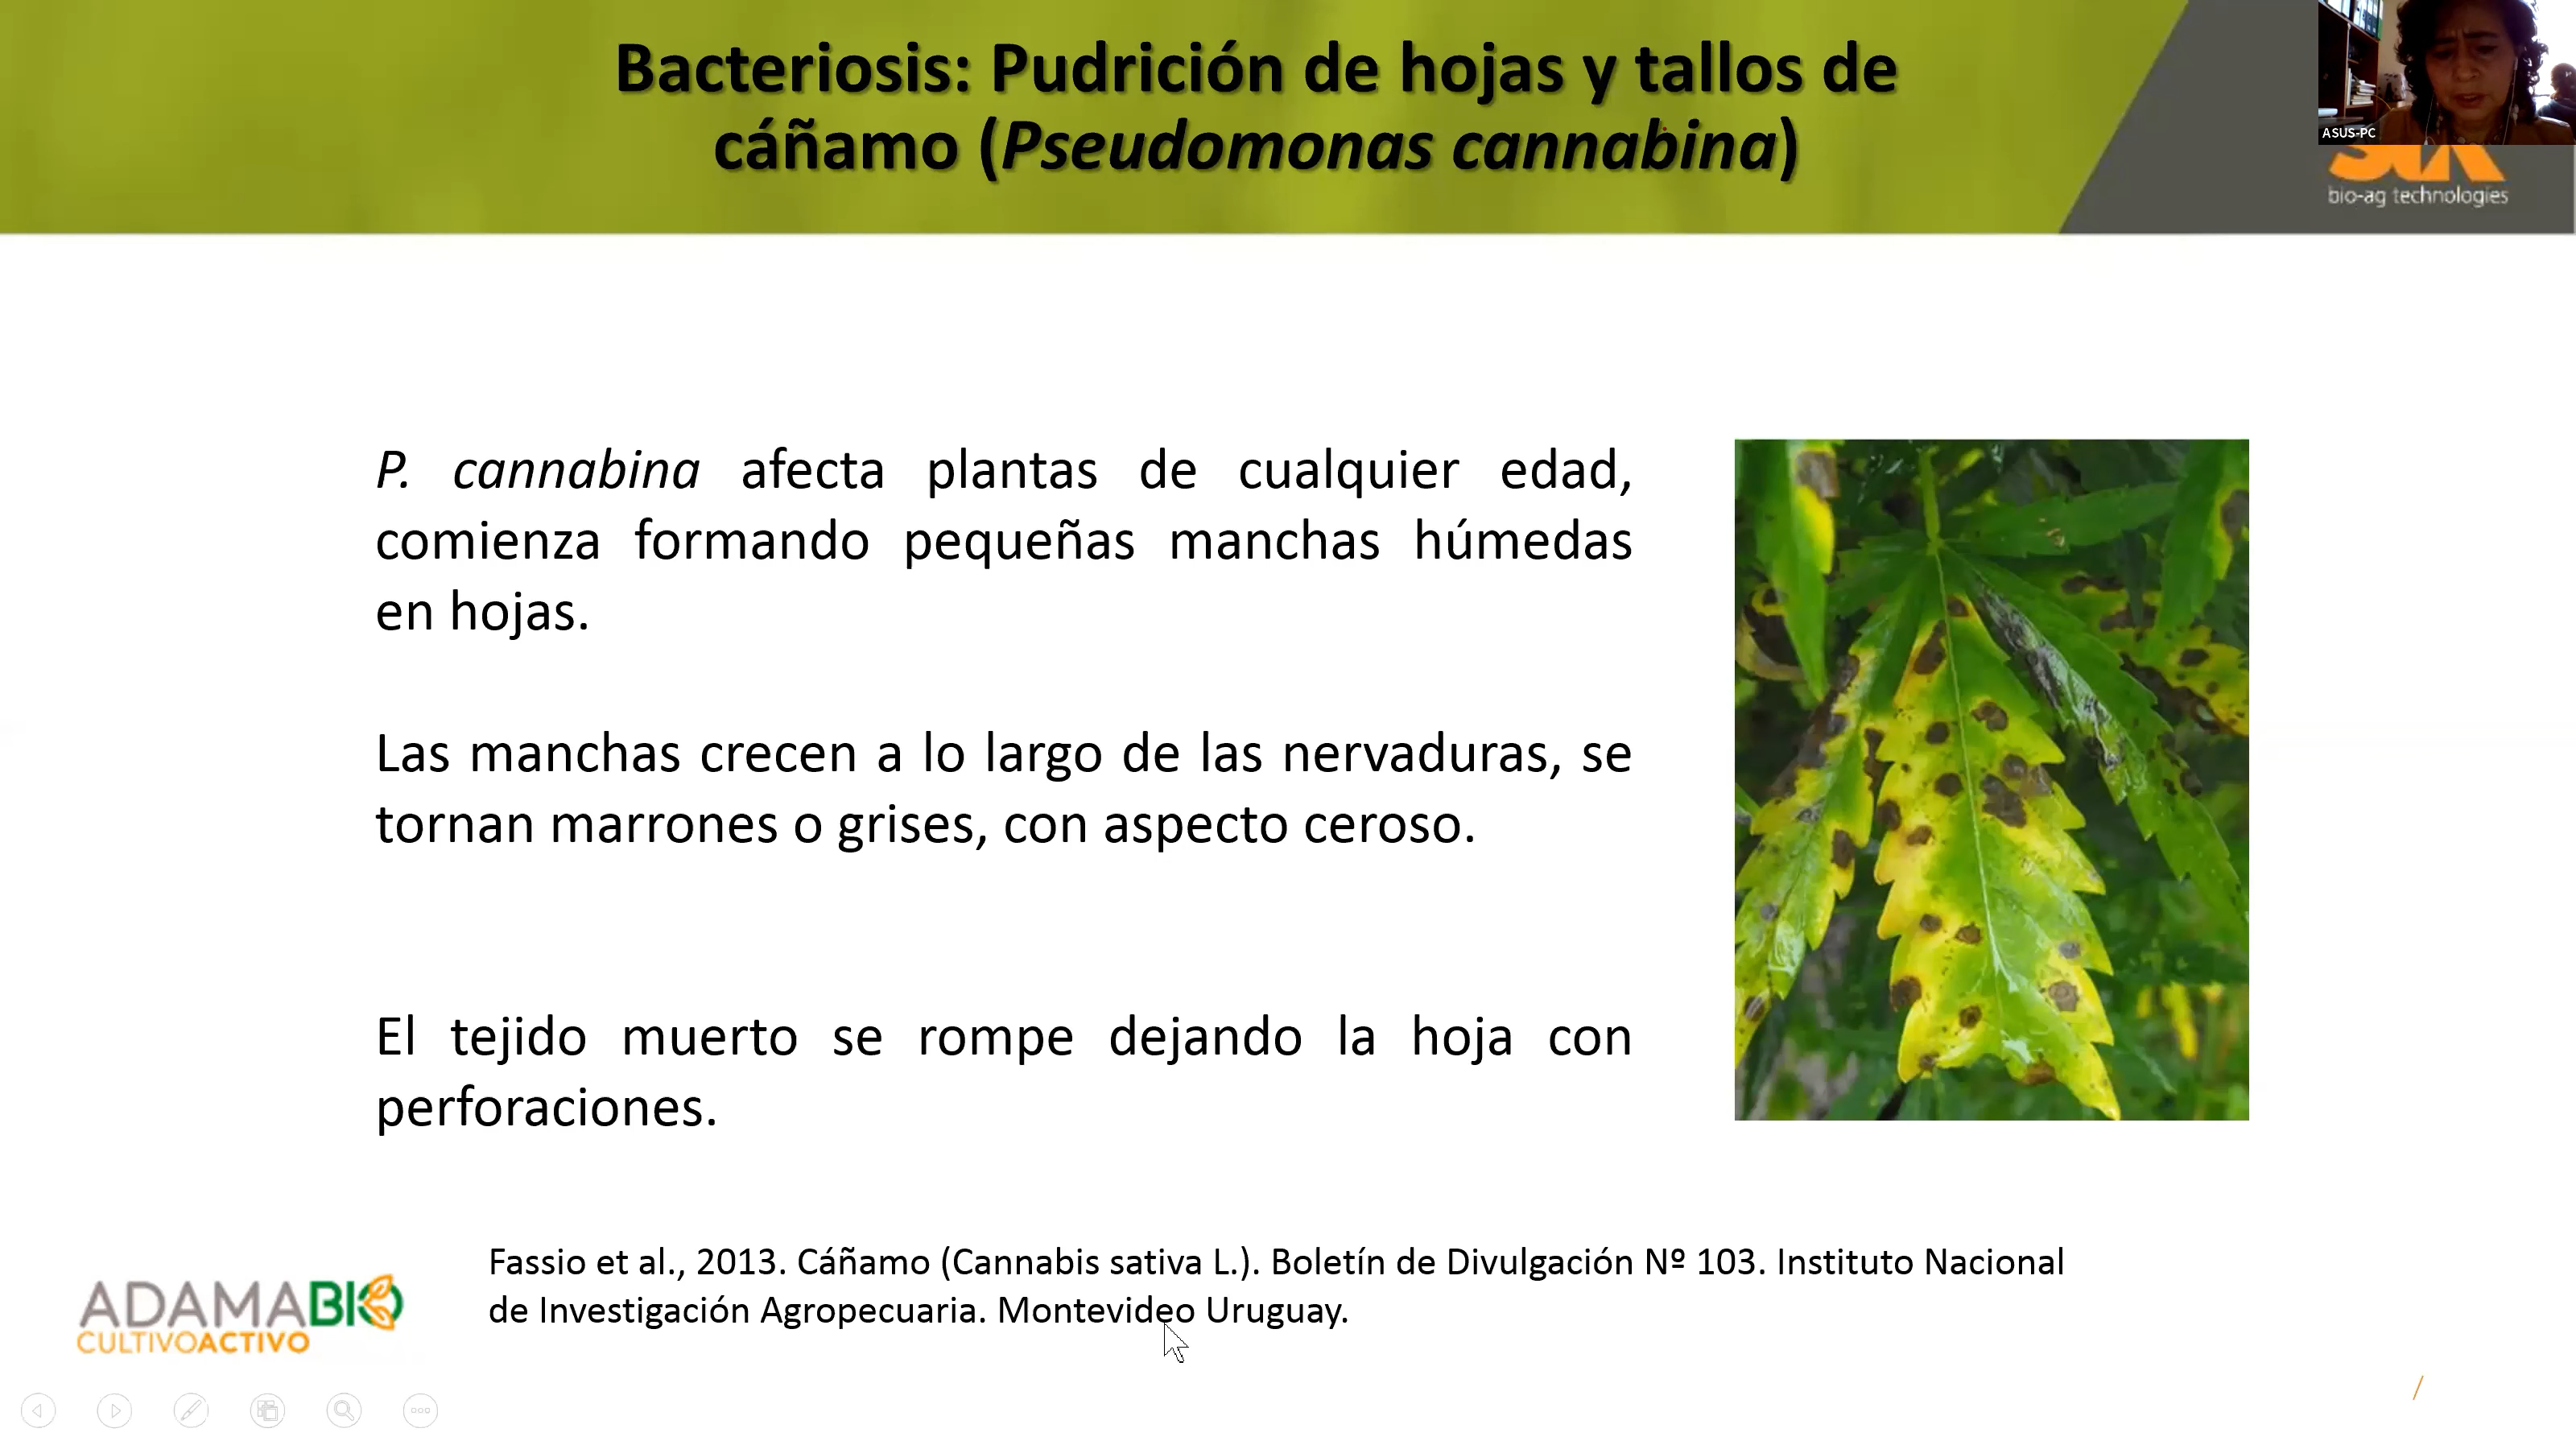 Bacteriosis: Pudrición de hojas y tallos de
cáñamo (Pseudomonas cannabina)
ASUS-PC
bio-ag technologies
P. cannabina afecta plantas de cualquier edad,
comienza formando pequeñas manchas húmedas
en hojas.
Las manchas crecen a lo largo de las nervaduras, se
tornan marrones o grises, con aspecto ceroso.
El tejido muerto se rompe dejando la hoja con
perforaciones.
Fassio et al., 2013. Cáñamo (Cannabis sativa L.). Boletín de Divulgación Nº 103. Instituto Nacional
de Investigación Agropecuaria. Montevideo Uruguay.
ADAMABIO
CULTIVOACTIVO
/